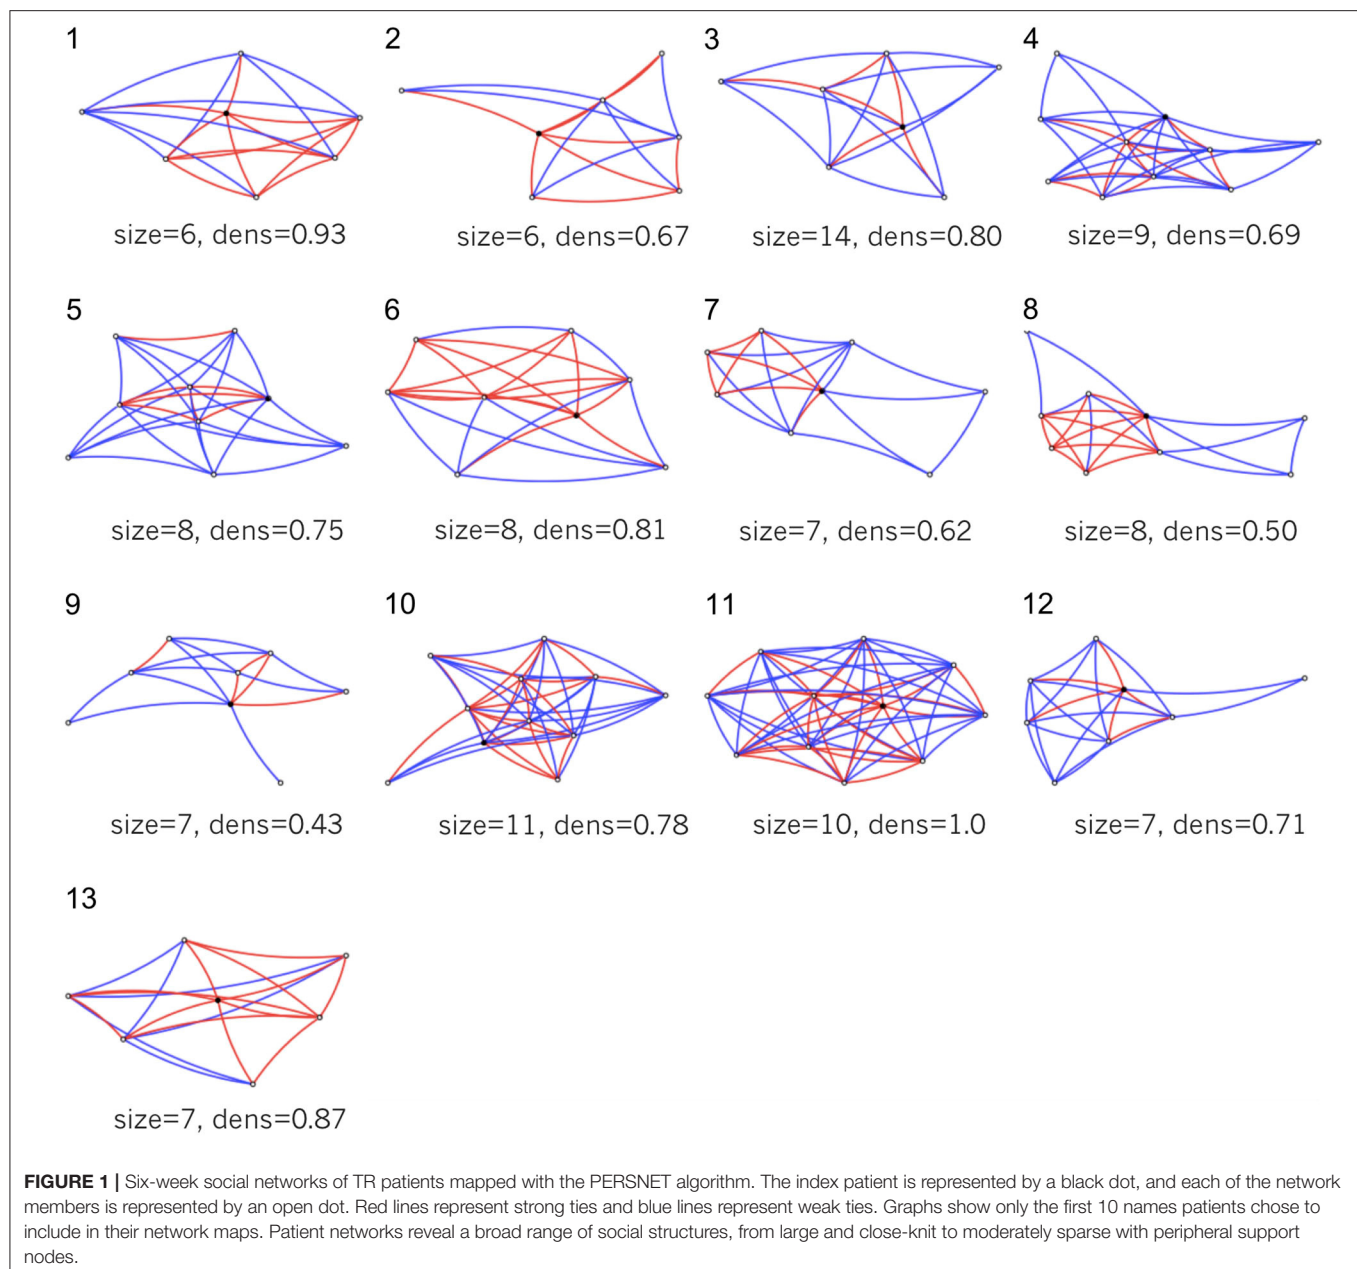 1
2
3
4
size=6, dens=0.93
size=6, dens=0.67
size=14, dens=0.80
size=9, dens=0.69
5
6
7
8
size=8, dens=0.75
size=8, dens=0.81
size=7, dens=0.62
size=8, dens=0.50
9
10
11
12
size=7, dens=0.43
size=11, dens=0.78
size=10, dens=1.0
size=7, dens=0.71
13
size=7, dens=0.87
FIGURE 1 | Six-week social networks of TR patients mapped with the PERSNET algorithm. The index patient is represented by a black dot, and each of the network
members is represented by an open dot. Red lines represent strong ties and blue lines represent weak ties. Graphs show only the first 10 names patients chose to
include in their network maps. Patient networks reveal a broad range of social structures, from large and close-knit to moderately sparse with peripheral support
nodes.